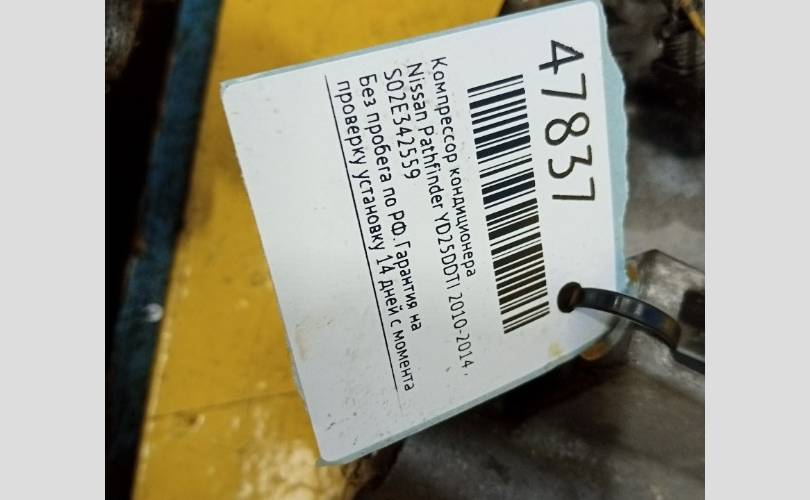 47837
Компрессор кондиционера
Nissan Pathfinder YD25DDTI 2010-2014,
S02E342559
Без пробега по РФ.Гарантия на
проверку установку 14 дней с момента